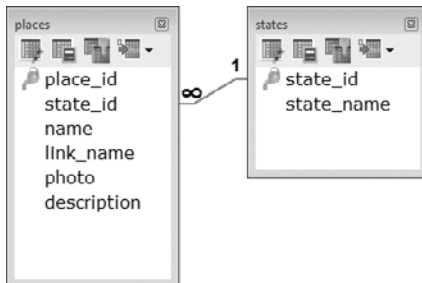 places
place_id
state_id
name
link_name
photo
description
∞
1
states
state_id
state_name